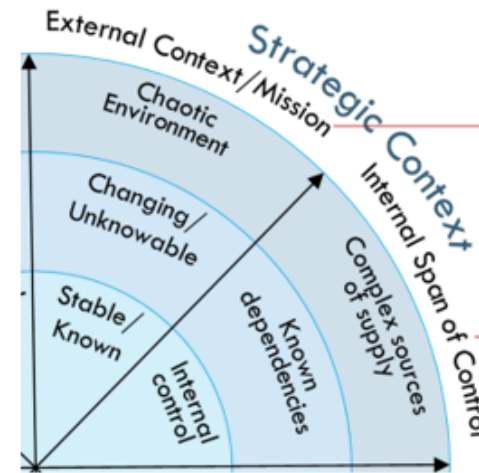 Strategic Context
External Context/Mission
Internal Span of Control
Chaotic
Environment
Changing/
Unknowable
Stable/
Known
Complex sources
of supply
Known
dependencies
Internal
control